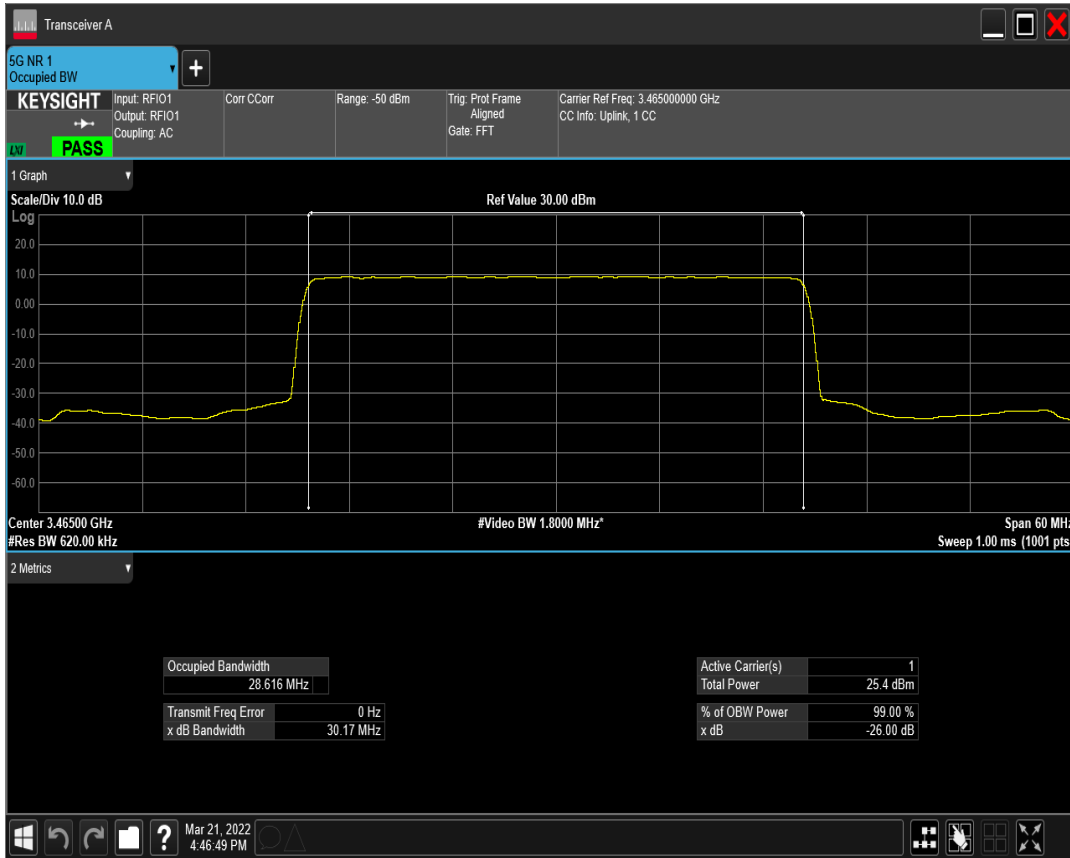 Transceiver A
5G NR 1
Occupied BW
KEYSIGHT
LXI
PASS
Input: RFIO1
Output: RFIO1
Coupling: AC
Corr CCorr
Range: -50 dBm
Trig: Prot Frame
Aligned
Gate: FFT
Carrier Ref Freq: 3.465000000 GHz
CC Info: Uplink, 1 CC
1 Graph
Scale/Div 10.0 dB
Ref Value 30.00 dBm
Log
20.0
10.0
0.00
-10.0
-20.0
-30.0
-40.0
-50.0
-60.0
Center 3.46500 GHz
#Video BW 1.8000 MHz*
Span 60 MHz
#Res BW 620.00 kHz
Sweep 1.00 ms (1001 pts
2 Metrics
Occupied Bandwidth
28.616 MHz
Transmit Freq Error 0 Hz
x dB Bandwidth 30.17 MHz
Active Carrier(s) 1
Total Power 25.4 dBm
% of OBW Power 99.00 %
x dB -26.00 dB
?
Mar 21, 2022
4:46:49 PM